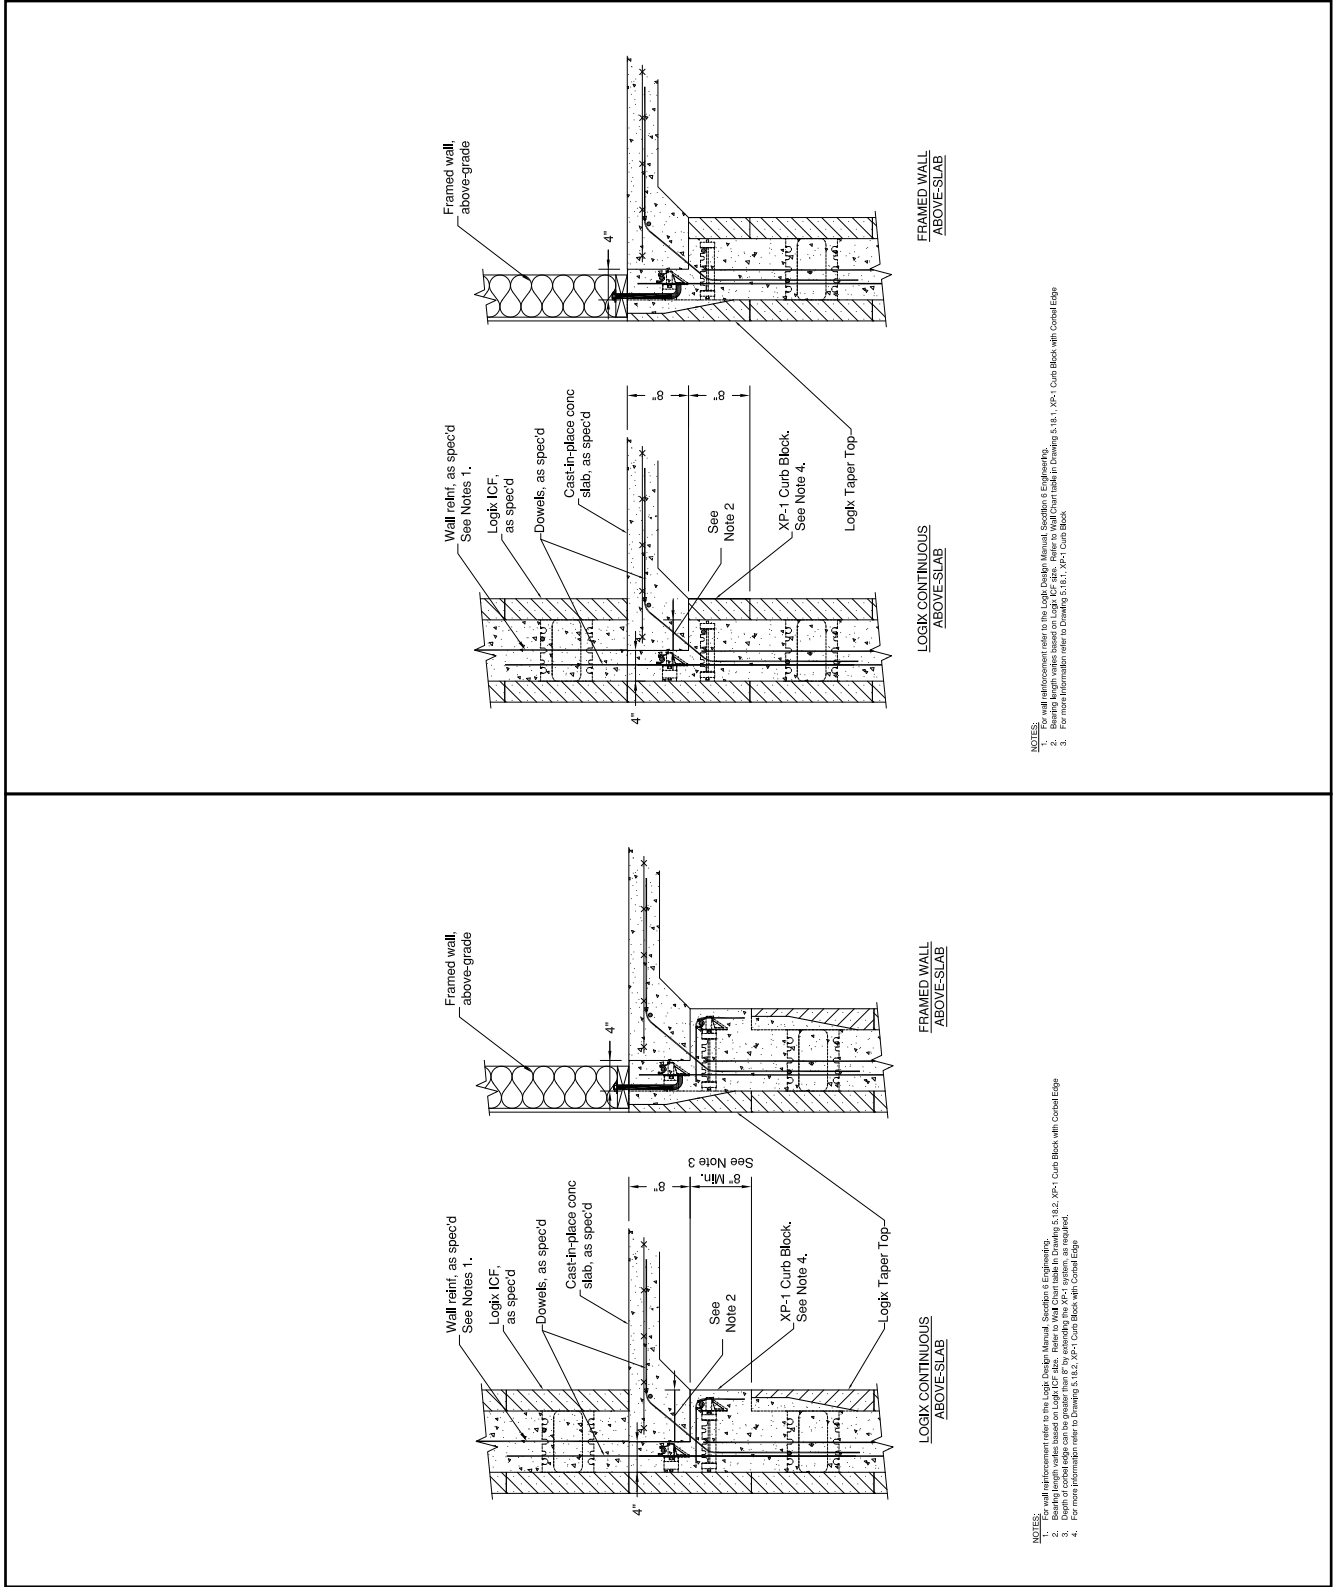 Wall reinf, as spec'd
See Notes 1.
Logix ICF,
as spec'd
Dowels, as spec'd
Cast-in-place conc
slab, as spec'd
4"
8"
8" Min.
See Note 3
See
Note 2
XP-1 Curb Block.
See Note 4.
Logix Taper Top
LOGIX CONTINUOUS
ABOVE-SLAB
Framed wall,
above-grade
4"
FRAMED WALL
ABOVE-SLAB
NOTES:
1. For wall reinforcement refer to the Logix Design Manual, Secdtion 6 Engineering.
2. Bearing length varies based on Logix ICF size. Refer to Wall Chart table in Drawing 5.18.2, XP-1 Curb Block with Corbel Edge
3. Depth of corbel edge can be greater than 8" by extending the XP-1 system, as required.
4. For more information refer to Drawing 5.18.2, XP-1 Curb Block with Corbel Edge
Wall reinf, as spec'd
See Notes 1.
Logix ICF,
as spec'd
Dowels, as spec'd
Cast-in-place conc
slab, as spec'd
4"
8"
8"
See
Note 2
XP-1 Curb Block.
See Note 4.
Logix Taper Top
LOGIX CONTINUOUS
ABOVE-SLAB
Framed wall,
above-grade
4"
FRAMED WALL
ABOVE-SLAB
NOTES:
1. For wall reinforcement refer to the Logix Design Manual, Secdtion 6 Engineering.
2. Bearing length varies based on Logix ICF size. Refer to Wall Chart table in Drawing 5.18.1, XP-1 Curb Block with Corbel Edge
3. For more information refer to Drawing 5.18.1, XP-1 Curb Block